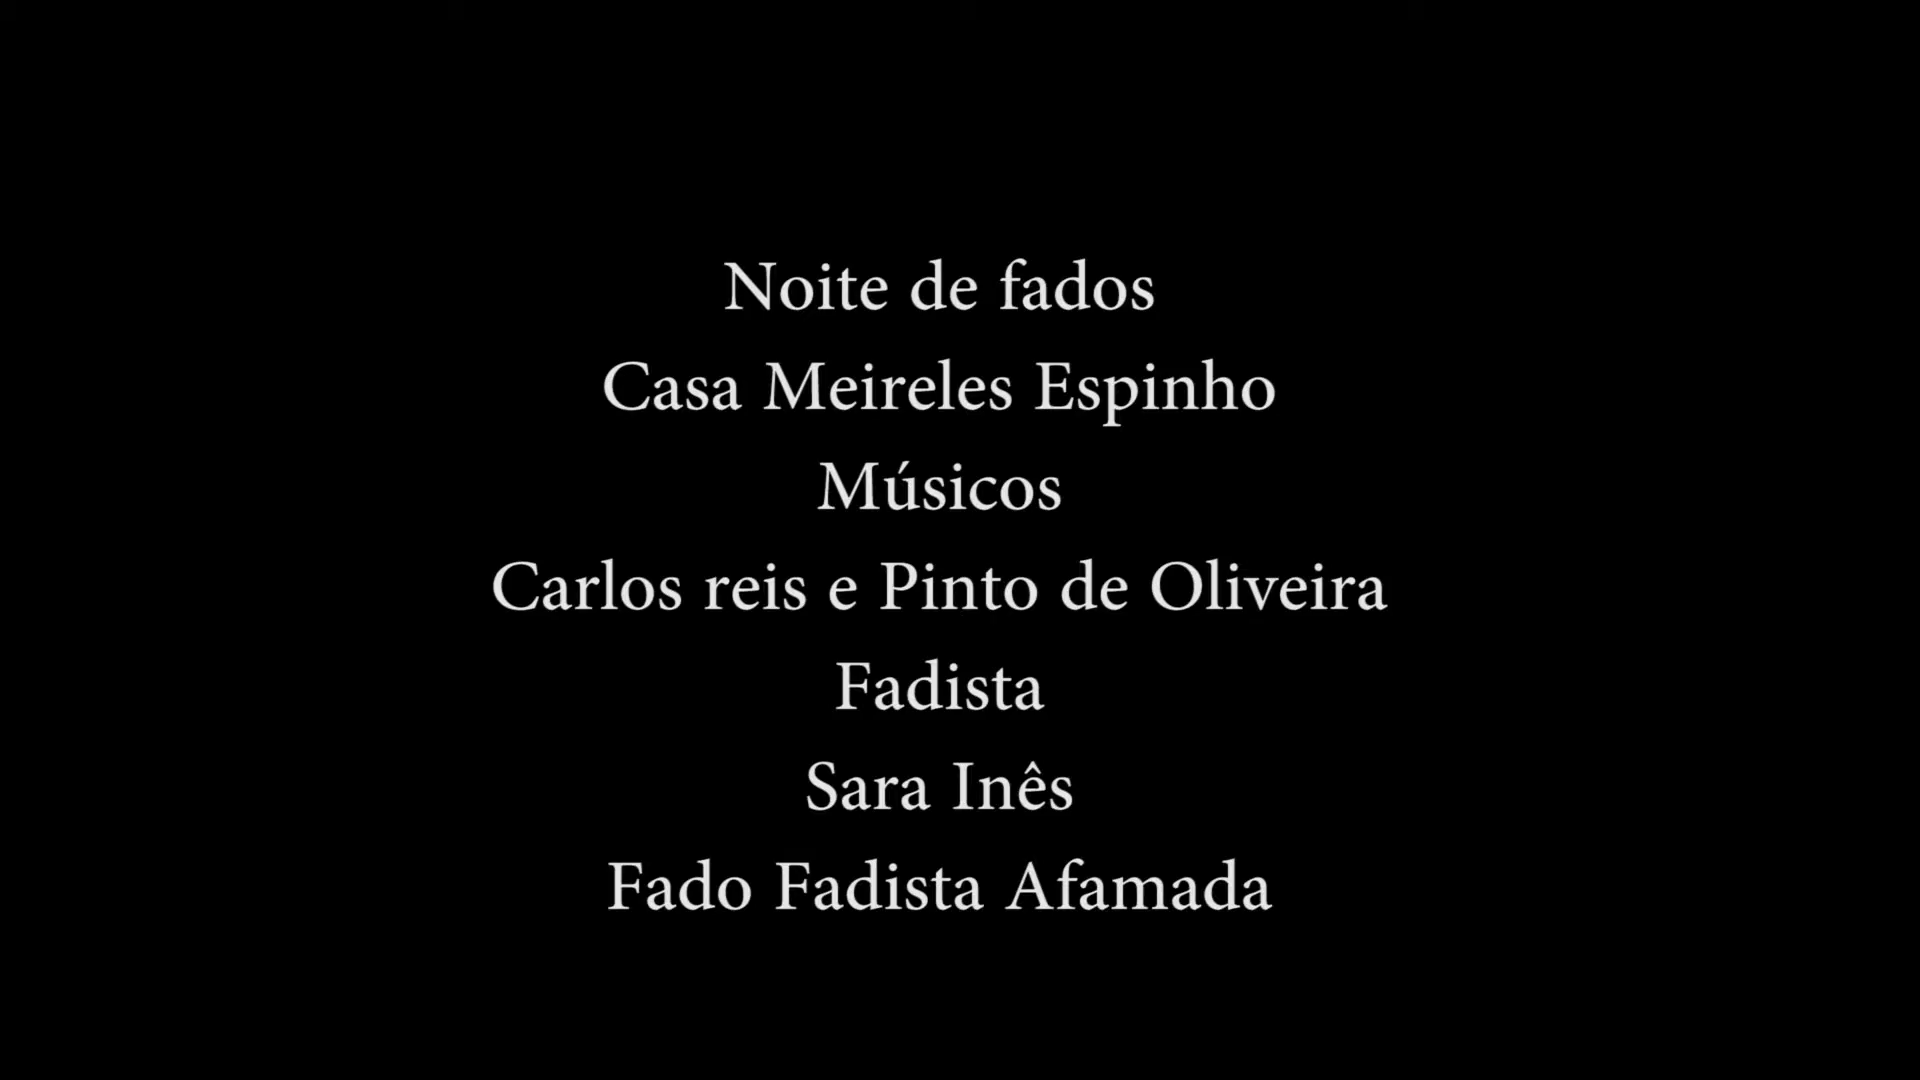 Noite de fados
Casa Meireles Espinho
Músicos
Carlos reis e Pinto de Oliveira
Fadista
Sara Inês
Fado Fadista Afamada